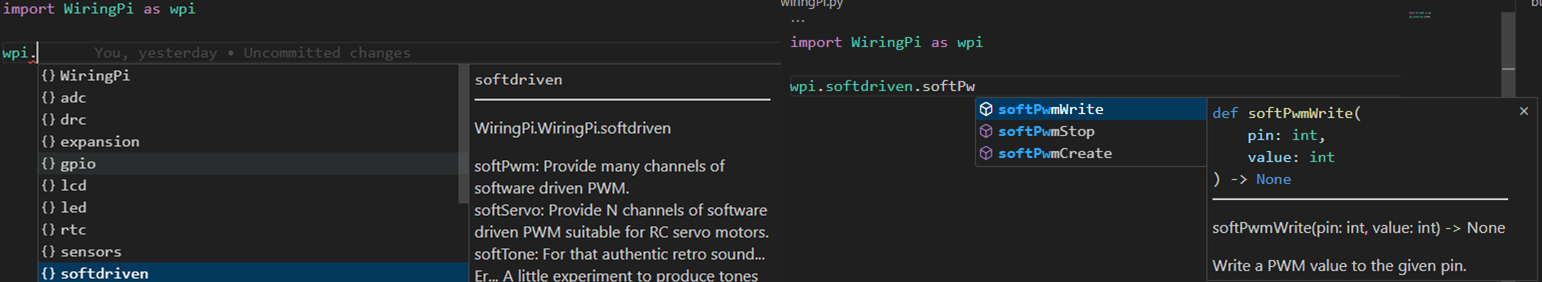 import WiringPi as wpi
wpi. You, yesterday • Uncommitted changes
{} WiringPi
{} adc
{} drc
{} expansion
{} gpio
{} lcd
{} led
{} rtc
{} sensors
{} softdriven
softdriven
WiringPi.WiringPi.softdriven
softPwm: Provide many channels of
software driven PWM.
softServo: Provide N channels of software
driven PWM suitable for RC servo motors.
softTone: For that authentic retro sound...
Er... A little experiment to produce tones
wiringPi.py
...
import WiringPi as wpi
wpi.softdriven.softPw
softPwmWrite
softPwmStop
softPwmCreate
def softPwmWrite(
pin: int,
value: int
) -> None
softPwmWrite(pin: int, value: int) -> None
Write a PWM value to the given pin.